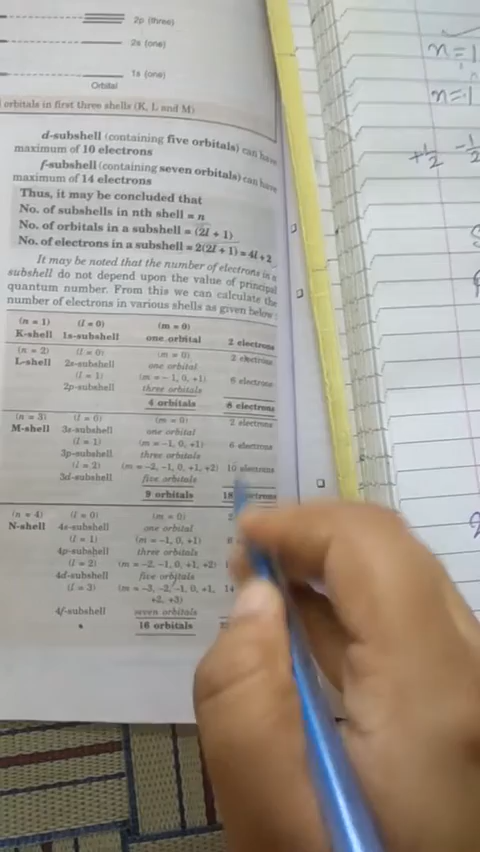 2p (three)
2s (one)
1s (one)
Orbital
orbitals in first three shells (K, L and M)
d-subshell (containing five orbitals) can have
maximum of 10 electrons
f-subshell (containing seven orbitals) can have
maximum of 14 electrons
Thus, it may be concluded that
No. of subshells in nth shell = n
No. of orbitals in a subshell = (2l + 1)
No. of electrons in a subshell = 2(2l + 1) = 4l + 2
It may be noted that the number of electrons in a
subshell do not depend upon the value of principal
quantum number. From this we can calculate the
number of electrons in various shells as given below:
(n = 1) (l = 0) (m = 0)
K-shell 1s-subshell one orbital 2 electrons
(n = 2) (l = 0) (m = 0) 2 electrons
L-shell 2s-subshell one orbital
(l = 1) (m = – 1, 0, +1) 6 electrons
2p-subshell three orbitals
4 orbitals 8 electrons
(n = 3) (l = 0) (m = 0) 2 electrons
M-shell 3s-subshell one orbital
(l = 1) (m = –1, 0, +1) 6 electrons
3p-subshell three orbitals
(l = 2) (m = –2, –1, 0, +1, +2) 10 electrons
3d-subshell five orbitals
9 orbitals 18 electrons
(n = 4) (l = 0) (m = 0) 2
N-shell 4s-subshell one orbital
(l = 1) (m = –1, 0, +1)
4p-subshell three orbitals
(l = 2) (m = –2, –1, 0, +1, +2)
4d-subshell five orbitals
(l = 3) (m = –3, –2, –1, 0, +1, 14
+2, +3)
4f-subshell seven orbitals
16 orbitals
n=1
n=1
+1/2 -1/2